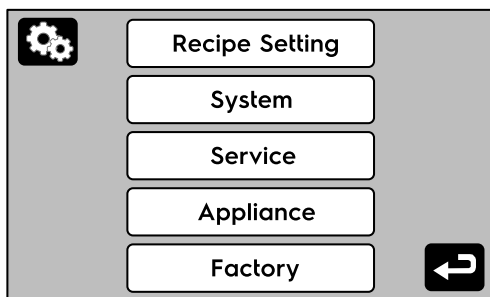 Recipe Setting
System
Service
Appliance
Factory